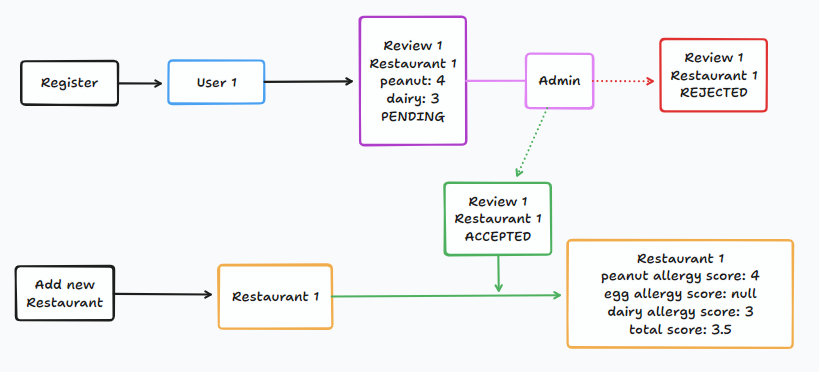 Register
User 1
Review 1
Restaurant 1
peanut: 4
dairy: 3
PENDING
Admin
Review 1
Restaurant 1
REJECTED
Review 1
Restaurant 1
ACCEPTED
Add new
Restaurant
Restaurant 1
Restaurant 1
peanut allergy score: 4
egg allergy score: null
dairy allergy score: 3
total score: 3.5